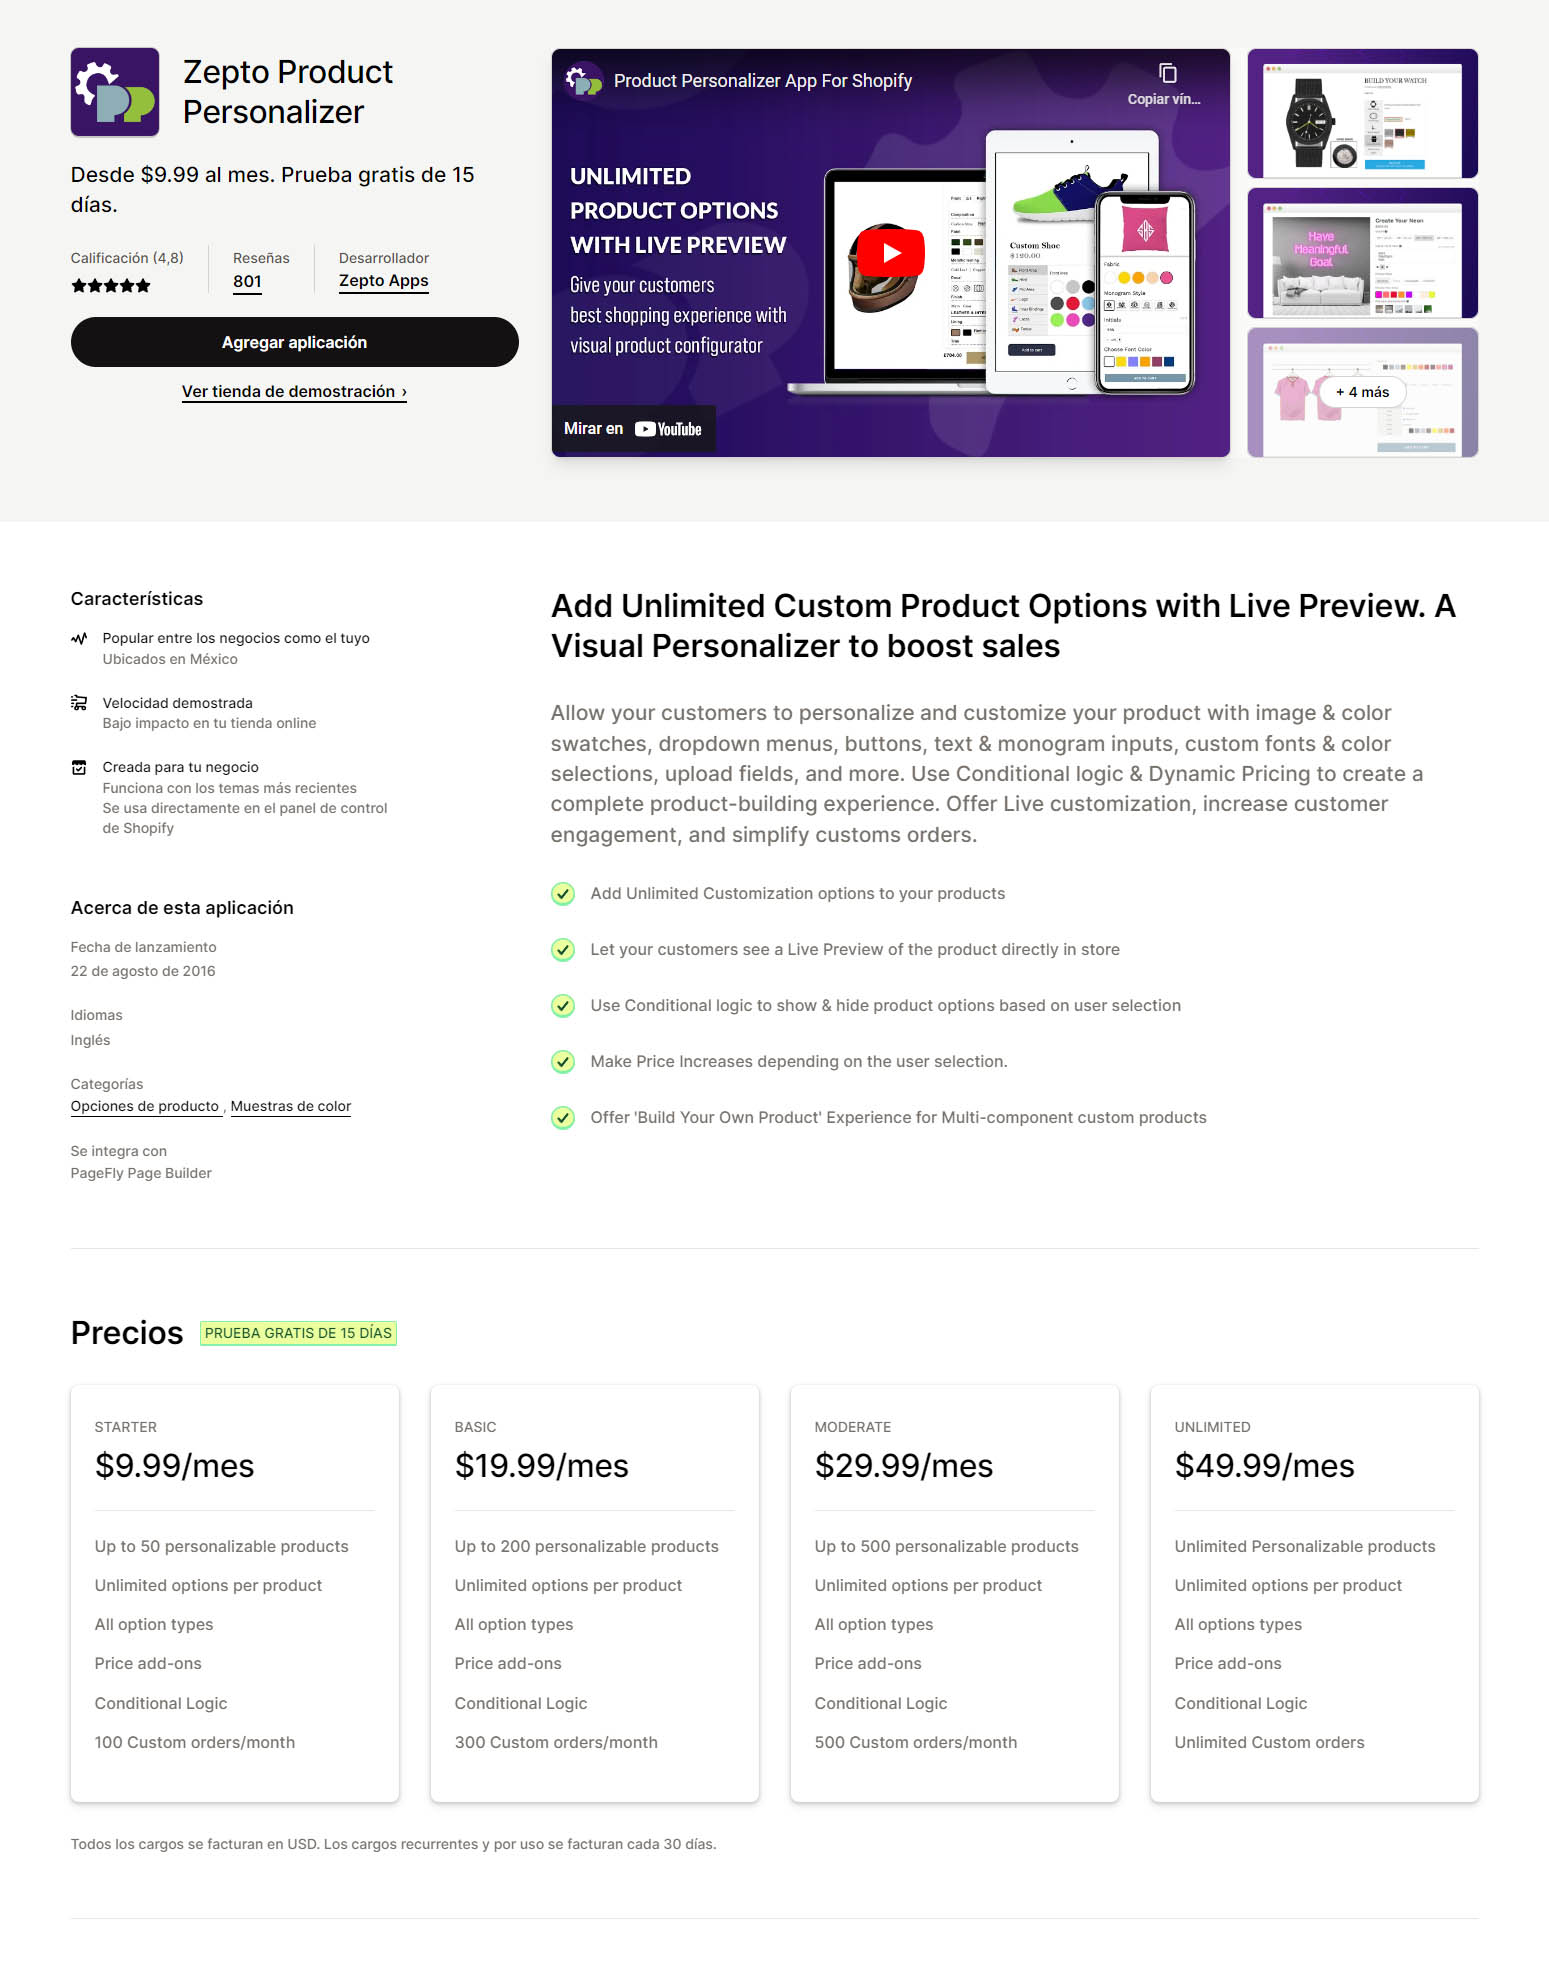 Zepto Product
Personalizer
Desde $9.99 al mes. Prueba gratis de 15
días.
Calificación (4,8)
Reseñas
801
Desarrollador
Zepto Apps
Agregar aplicación
Ver tienda de demostración ›
Product Personalizer App For Shopify
Copiar vín...
UNLIMITED
PRODUCT OPTIONS
WITH LIVE PREVIEW
Give your customers
best shopping experience with
visual product configurator
Custom Shoe
$190.00
Add to cart
Fabric
Monogram Style
Initials
Choose Font Color
ADD TO CART
Mirar en YouTube
BUILD YOUR WATCH
Create Your Neon
Have
Meaningful
Goal
+ 4 más
Características
Popular entre los negocios como el tuyo
Ubicados en México
Velocidad demostrada
Bajo impacto en tu tienda online
Creada para tu negocio
Funciona con los temas más recientes
Se usa directamente en el panel de control
de Shopify
Acerca de esta aplicación
Fecha de lanzamiento
22 de agosto de 2016
Idiomas
Inglés
Categorías
Opciones de producto , Muestras de color
Se integra con
PageFly Page Builder
Add Unlimited Custom Product Options with Live Preview. A
Visual Personalizer to boost sales
Allow your customers to personalize and customize your product with image & color
swatches, dropdown menus, buttons, text & monogram inputs, custom fonts & color
selections, upload fields, and more. Use Conditional logic & Dynamic Pricing to create a
complete product-building experience. Offer Live customization, increase customer
engagement, and simplify customs orders.
Add Unlimited Customization options to your products
Let your customers see a Live Preview of the product directly in store
Use Conditional logic to show & hide product options based on user selection
Make Price Increases depending on the user selection.
Offer 'Build Your Own Product' Experience for Multi-component custom products
Precios
PRUEBA GRATIS DE 15 DÍAS
STARTER
$9.99/mes
Up to 50 personalizable products
Unlimited options per product
All option types
Price add-ons
Conditional Logic
100 Custom orders/month
BASIC
$19.99/mes
Up to 200 personalizable products
Unlimited options per product
All option types
Price add-ons
Conditional Logic
300 Custom orders/month
MODERATE
$29.99/mes
Up to 500 personalizable products
Unlimited options per product
All option types
Price add-ons
Conditional Logic
500 Custom orders/month
UNLIMITED
$49.99/mes
Unlimited Personalizable products
Unlimited options per product
All options types
Price add-ons
Conditional Logic
Unlimited Custom orders
Todos los cargos se facturan en USD. Los cargos recurrentes y por uso se facturan cada 30 días.